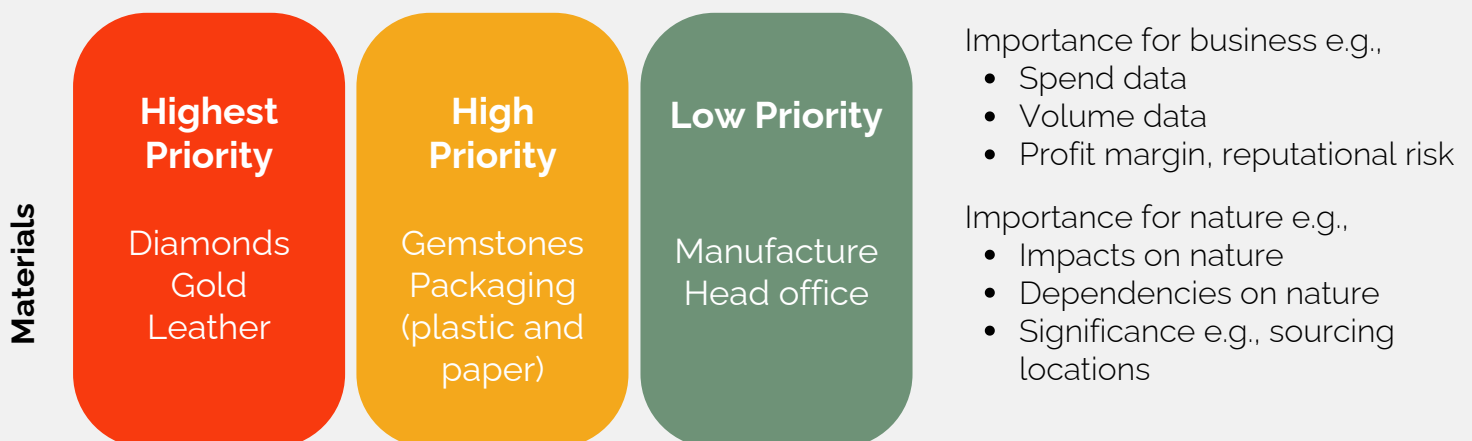 Materials
Highest
Priority
Diamonds
Gold
Leather
High
Priority
Gemstones
Packaging
(plastic and
paper)
Low Priority
Manufacture
Head office
Importance for business e.g.,
• Spend data
• Volume data
• Profit margin, reputational risk
Importance for nature e.g.,
• Impacts on nature
• Dependencies on nature
• Significance e.g., sourcing
locations